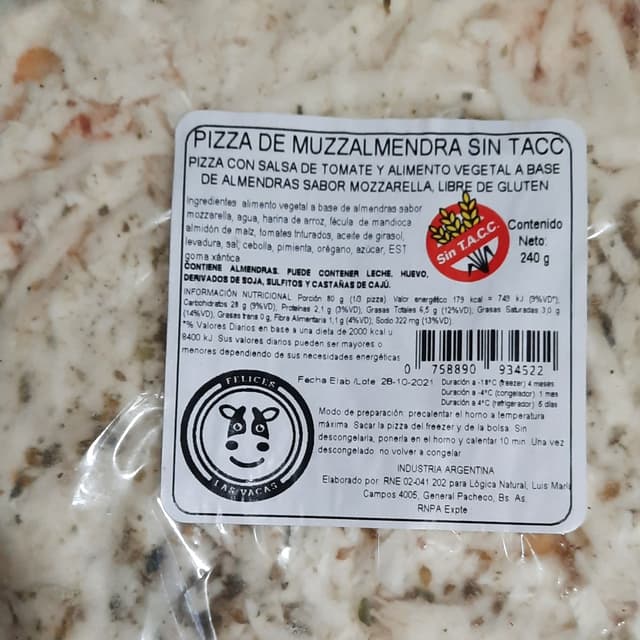 PIZZA DE MUZZALMENDRA SIN TACC
PIZZA CON SALSA DE TOMATE Y ALIMENTO VEGETAL A BASE
DE ALMENDRAS SABOR MOZZARELLA, LIBRE DE GLUTEN
Ingredientes: alimento vegetal a base de almendras sabor
mozzarella, agua, harina de arroz, fécula de mandioca
almidón de maíz, tomates triturados, aceite de girasol,
levadura, sal, cebolla, pimienta, orégano, azúcar, EST
goma xántica
Sin T.A.C.C.
Contenido
Neto:
240 g
CONTIENE ALMENDRAS. PUEDE CONTENER LECHE, HUEVO,
DERIVADOS DE SOJA, SULFITOS Y CASTAÑAS DE CAJÚ.
INFORMACIÓN NUTRICIONAL Porción 80 g (1/3 pizza) Valor energético 179 kcal = 749 kJ (9%VD*),
Carbohidratos 28 g (9%VD), Proteínas 2,1 g (3%VD), Grasas Totales 6,5 g (12%VD), Grasas Saturadas 3,0 g
(14%VD), Grasas trans 0 g, Fibra Alimentaria 1,1 g (4%VD), Sodio 322 mg (13%VD)
*% Valores Diarios en base a una dieta de 2000 kcal u
8400 kJ. Sus valores diarios pueden ser mayores o
menores dependiendo de sus necesidades energéticas
0 758890 934522
Fecha Elab./Lote: 28-10-2021
Duración a -18°C (freezer) 4 meses
Duración a -4°C (congelador): 1 mes
Duración a 4°C (refrigerador): 5 días
FELICES
LAS VACAS
Modo de preparación: precalentar el horno a temperatura
máxima. Sacar la pizza del freezer y de la bolsa. Sin
descongelarla, ponerla en el horno y calentar 10 min. Una vez
descongelado no volver a congelar
INDUSTRIA ARGENTINA
Elaborado por: RNE 02-041 202 para Lógica Natural, Luis María
Campos 4005, General Pacheco, Bs. As.
RNPA Expte